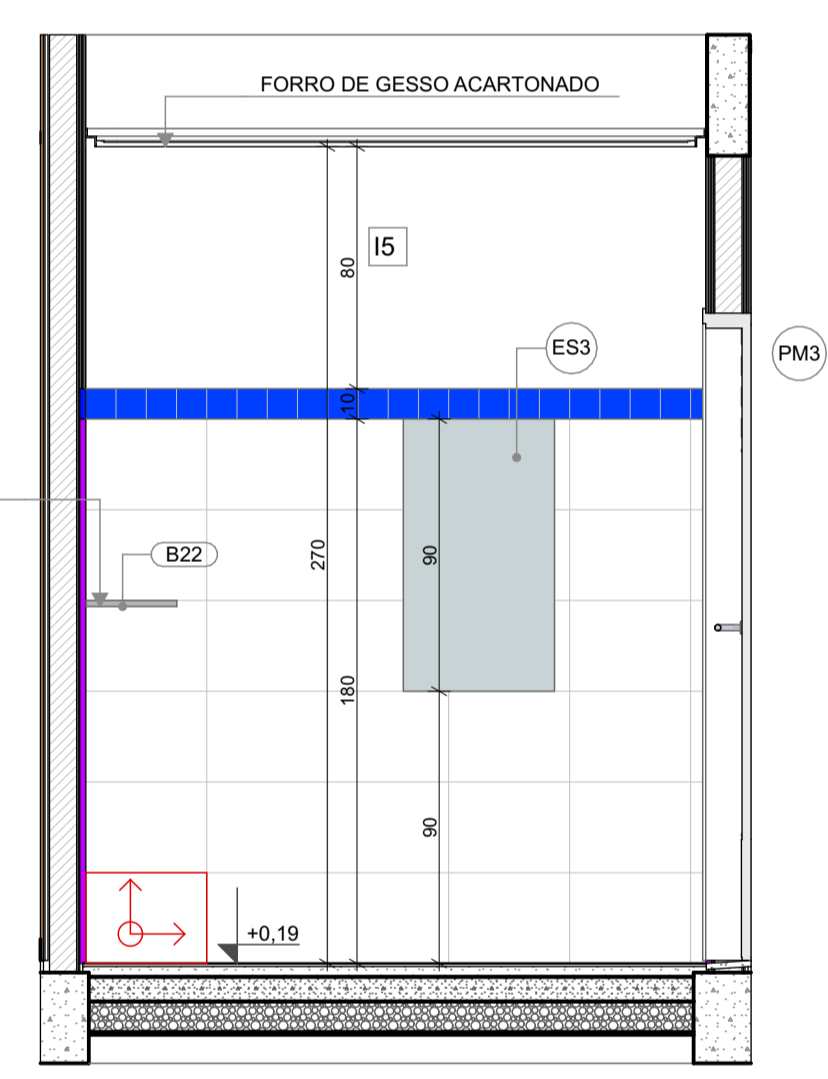 FORRO DE GESSO ACARTONADO
I5
80
ES3
PM3
10
B22
270
90
180
90
+0,19